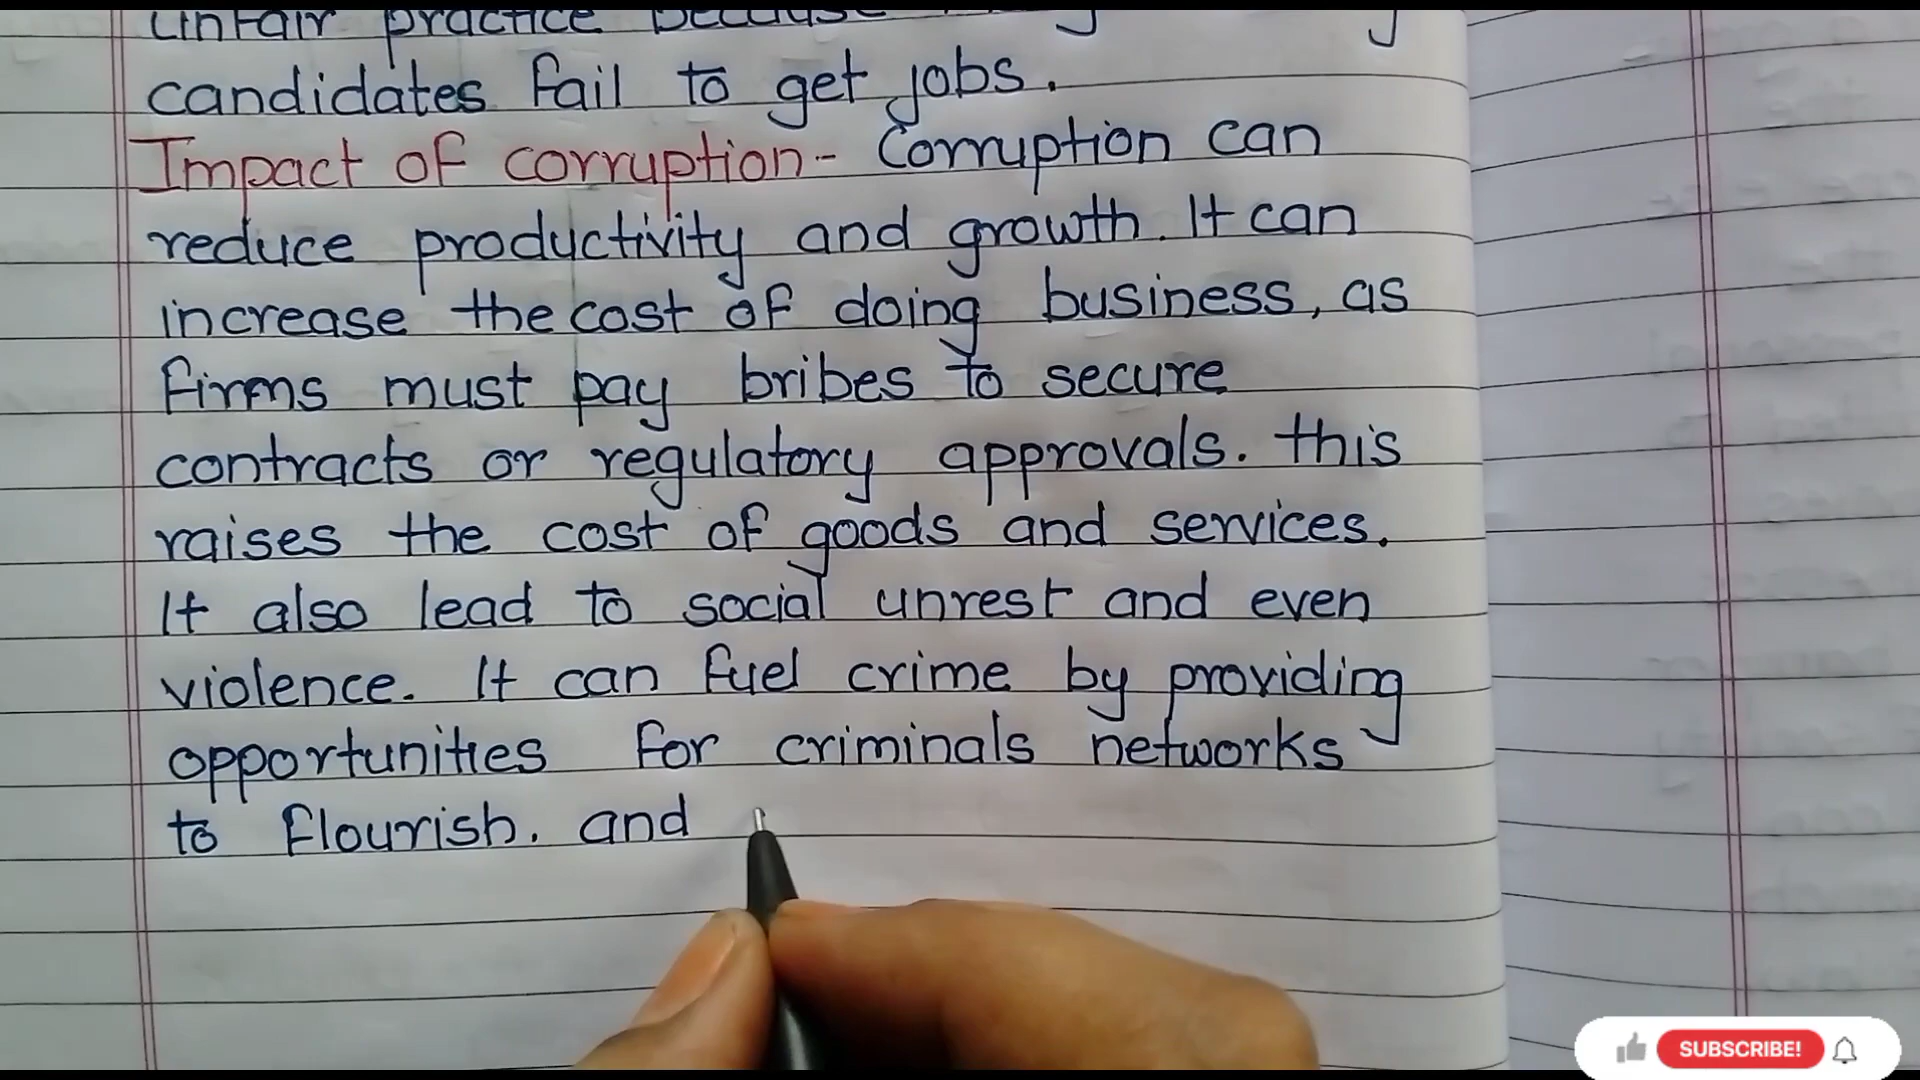 unfair practice because
candidates fail to get jobs.
Impact of corruption- Corruption can
reduce productivity and growth. It can
increase the cost of doing business, as
firms must pay bribes to secure
contracts or regulatory approvals. this
raises the cost of goods and services.
It also lead to social unrest and even
violence. It can fuel crime by providing
opportunities for criminals networks
to flourish. and
SUBSCRIBE!